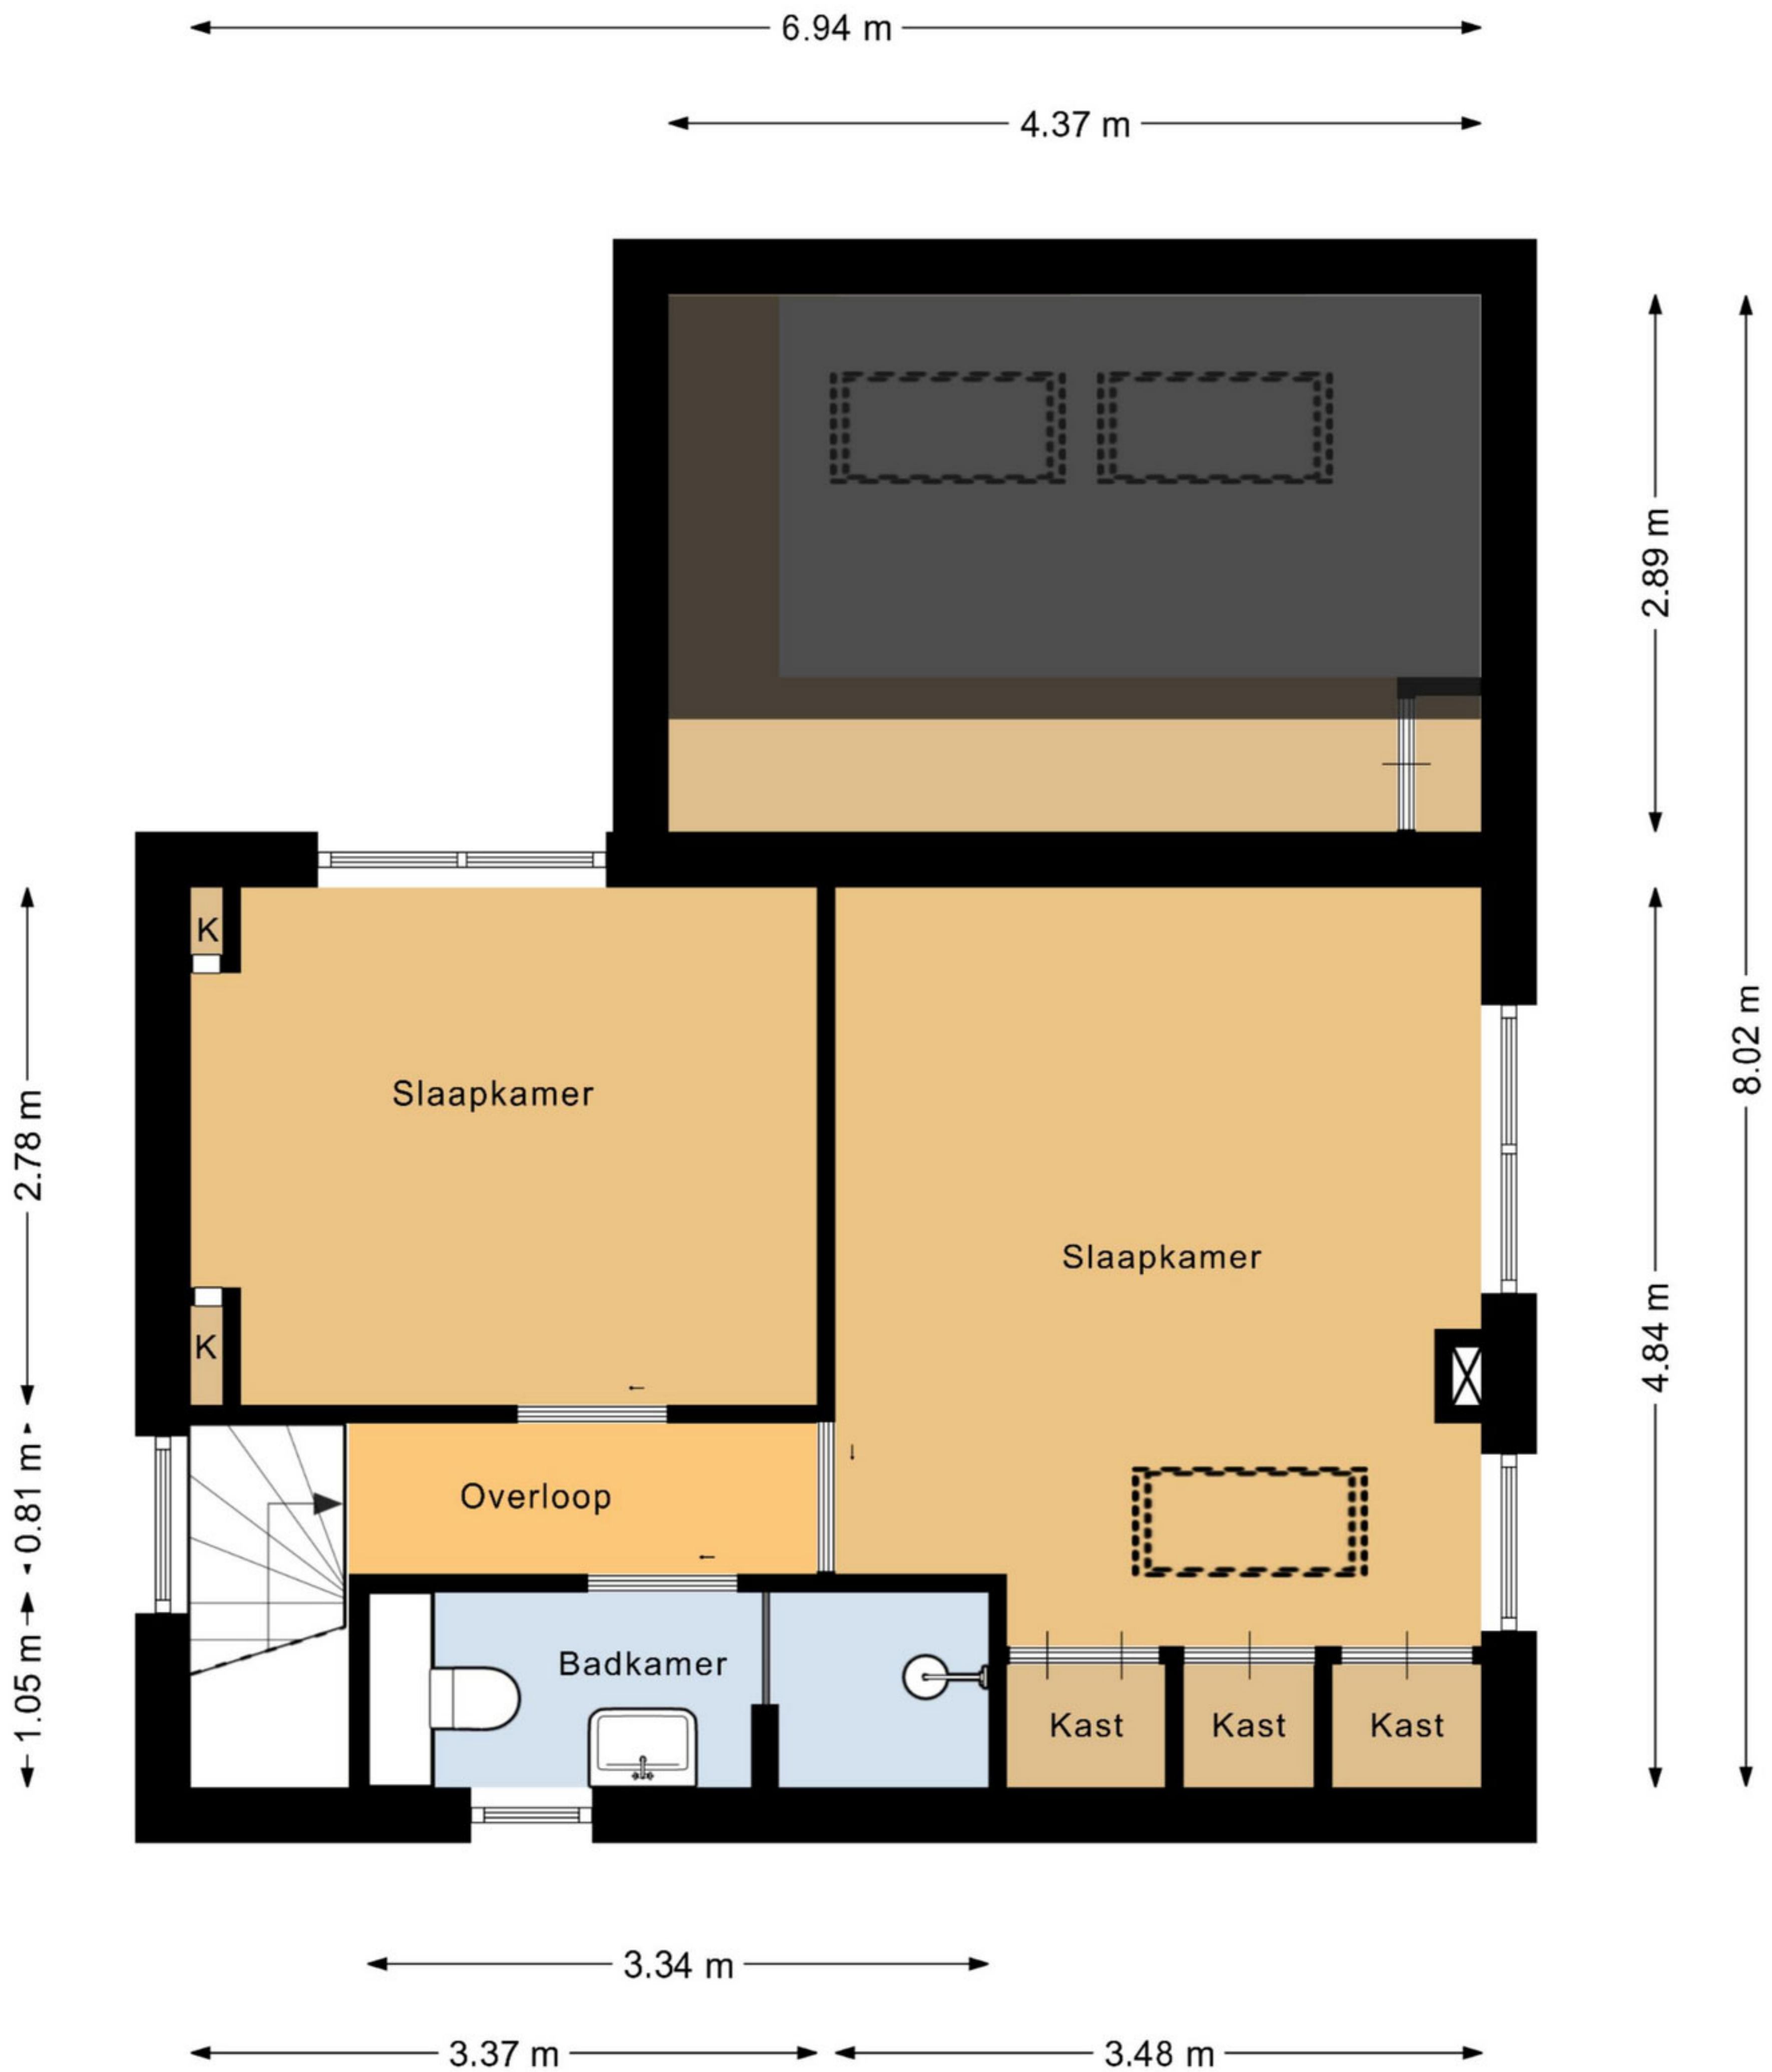 6.94 m
4.37 m
2.89 m
8.02 m
K
Slaapkamer
2.78 m
Slaapkamer
K
4.84 m
0.81 m
Overloop
1.05 m
Badkamer
Kast
Kast
Kast
3.34 m
3.37 m
3.48 m